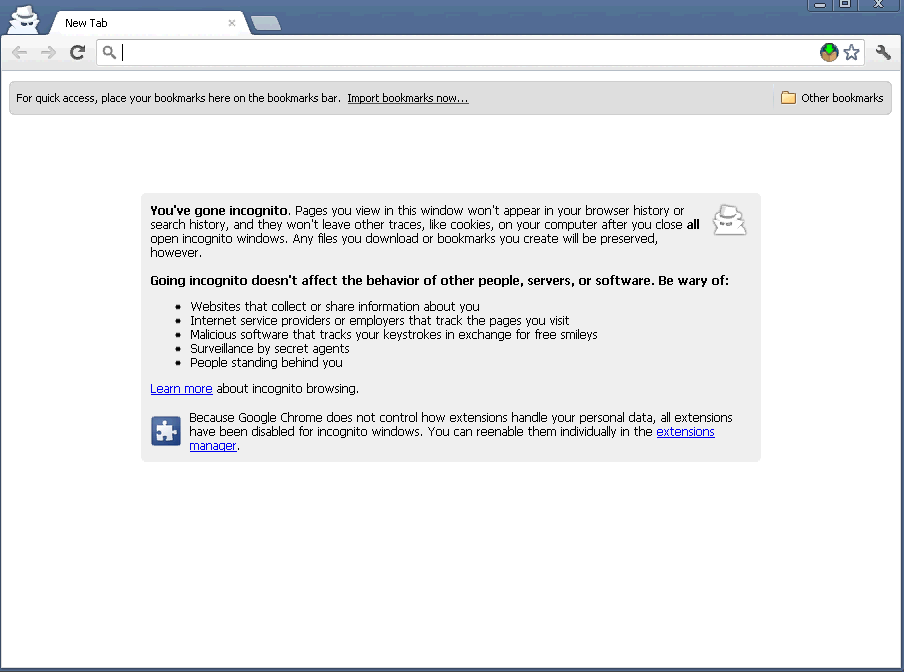 New Tab
For quick access, place your bookmarks here on the bookmarks bar. Import bookmarks now... Other bookmarks
You've gone incognito. Pages you view in this window won't appear in your browser history or
search history, and they won't leave other traces, like cookies, on your computer after you close all
open incognito windows. Any files you download or bookmarks you create will be preserved,
however.
Going incognito doesn't affect the behavior of other people, servers, or software. Be wary of:
• Websites that collect or share information about you
• Internet service providers or employers that track the pages you visit
• Malicious software that tracks your keystrokes in exchange for free smileys
• Surveillance by secret agents
• People standing behind you
Learn more about incognito browsing.
Because Google Chrome does not control how extensions handle your personal data, all extensions
have been disabled for incognito windows. You can reenable them individually in the extensions
manager.